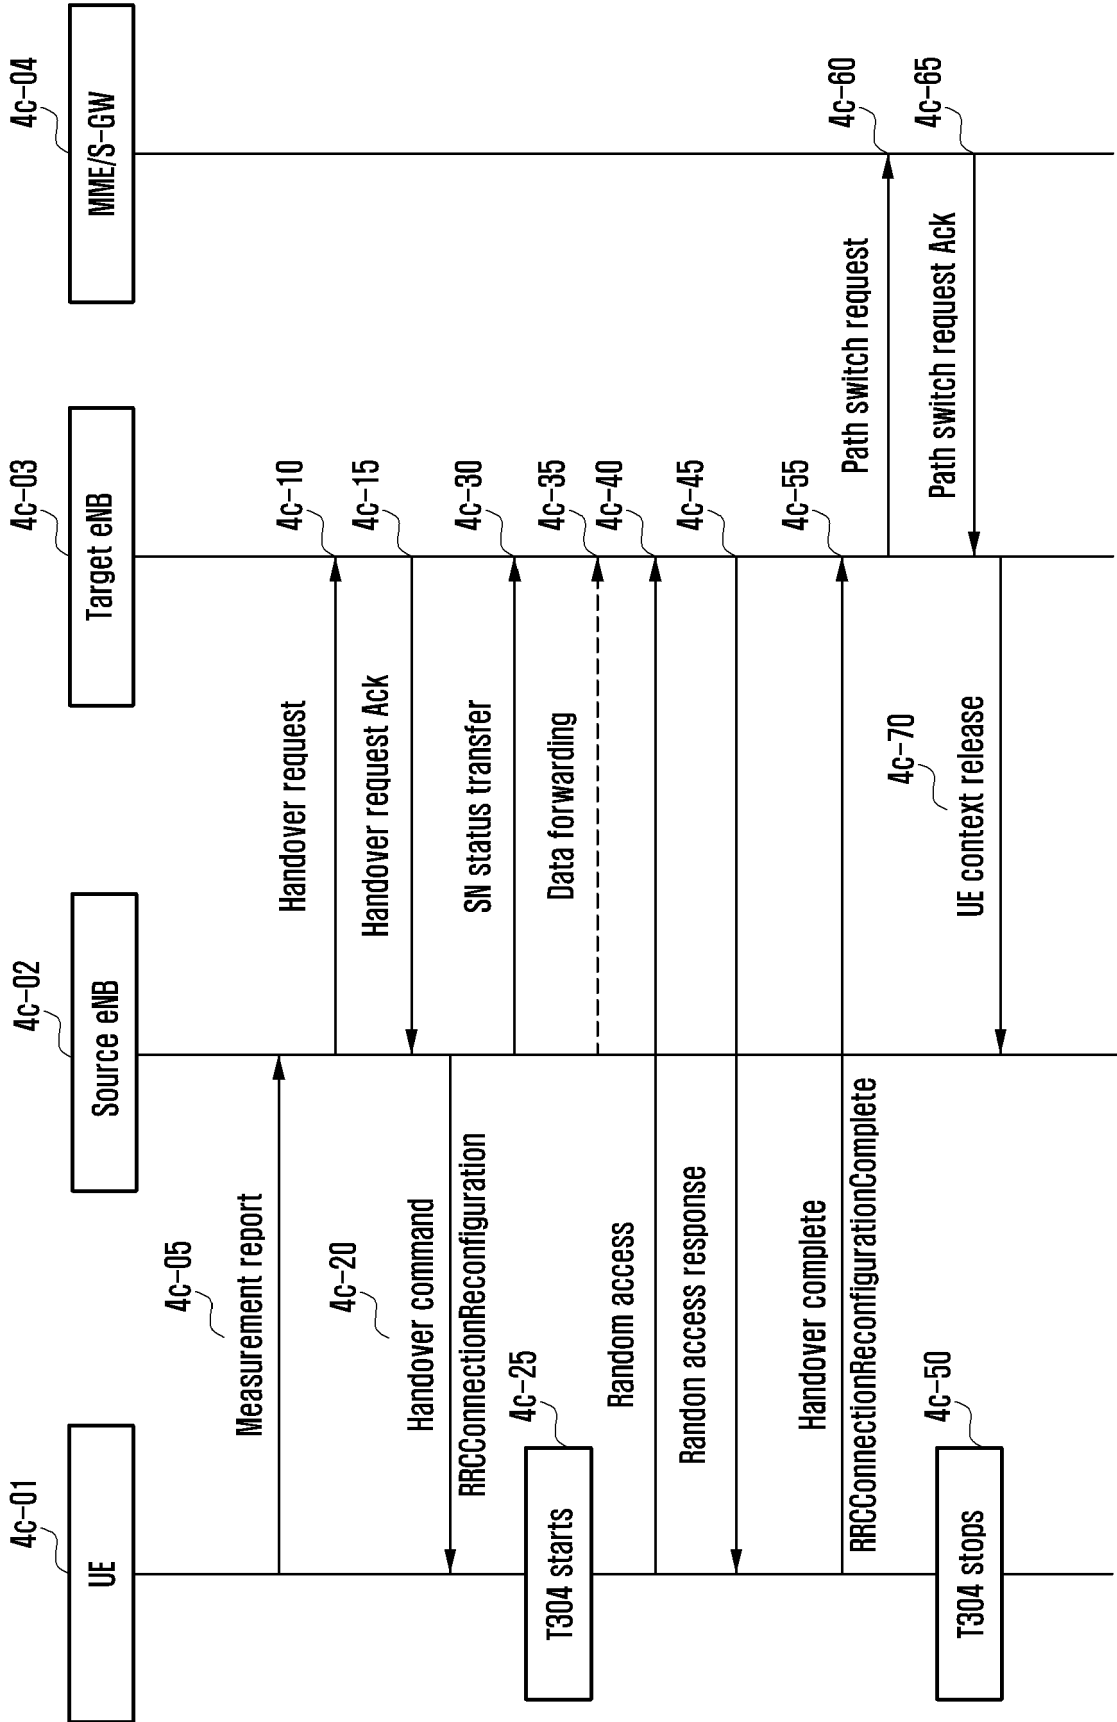 4c-01
4c-02
4c-03
4c-04
UE
Source eNB
Target eNB
MME/S-GW
4c-05
Measurement report
Handover request
4c-10
Handover request Ack
4c-15
4c-20
Handover command
RRCConnectionReconfiguration
SN status transfer
4c-30
4c-25
T304 starts
Data forwarding
4c-35
Random access
4c-40
Randon access response
4c-45
Handover complete
4c-55
RRCConnectionReconfigurationComplete
Path switch request
4c-60
4c-50
T304 stops
Path switch request Ack
4c-65
4c-70
UE context release